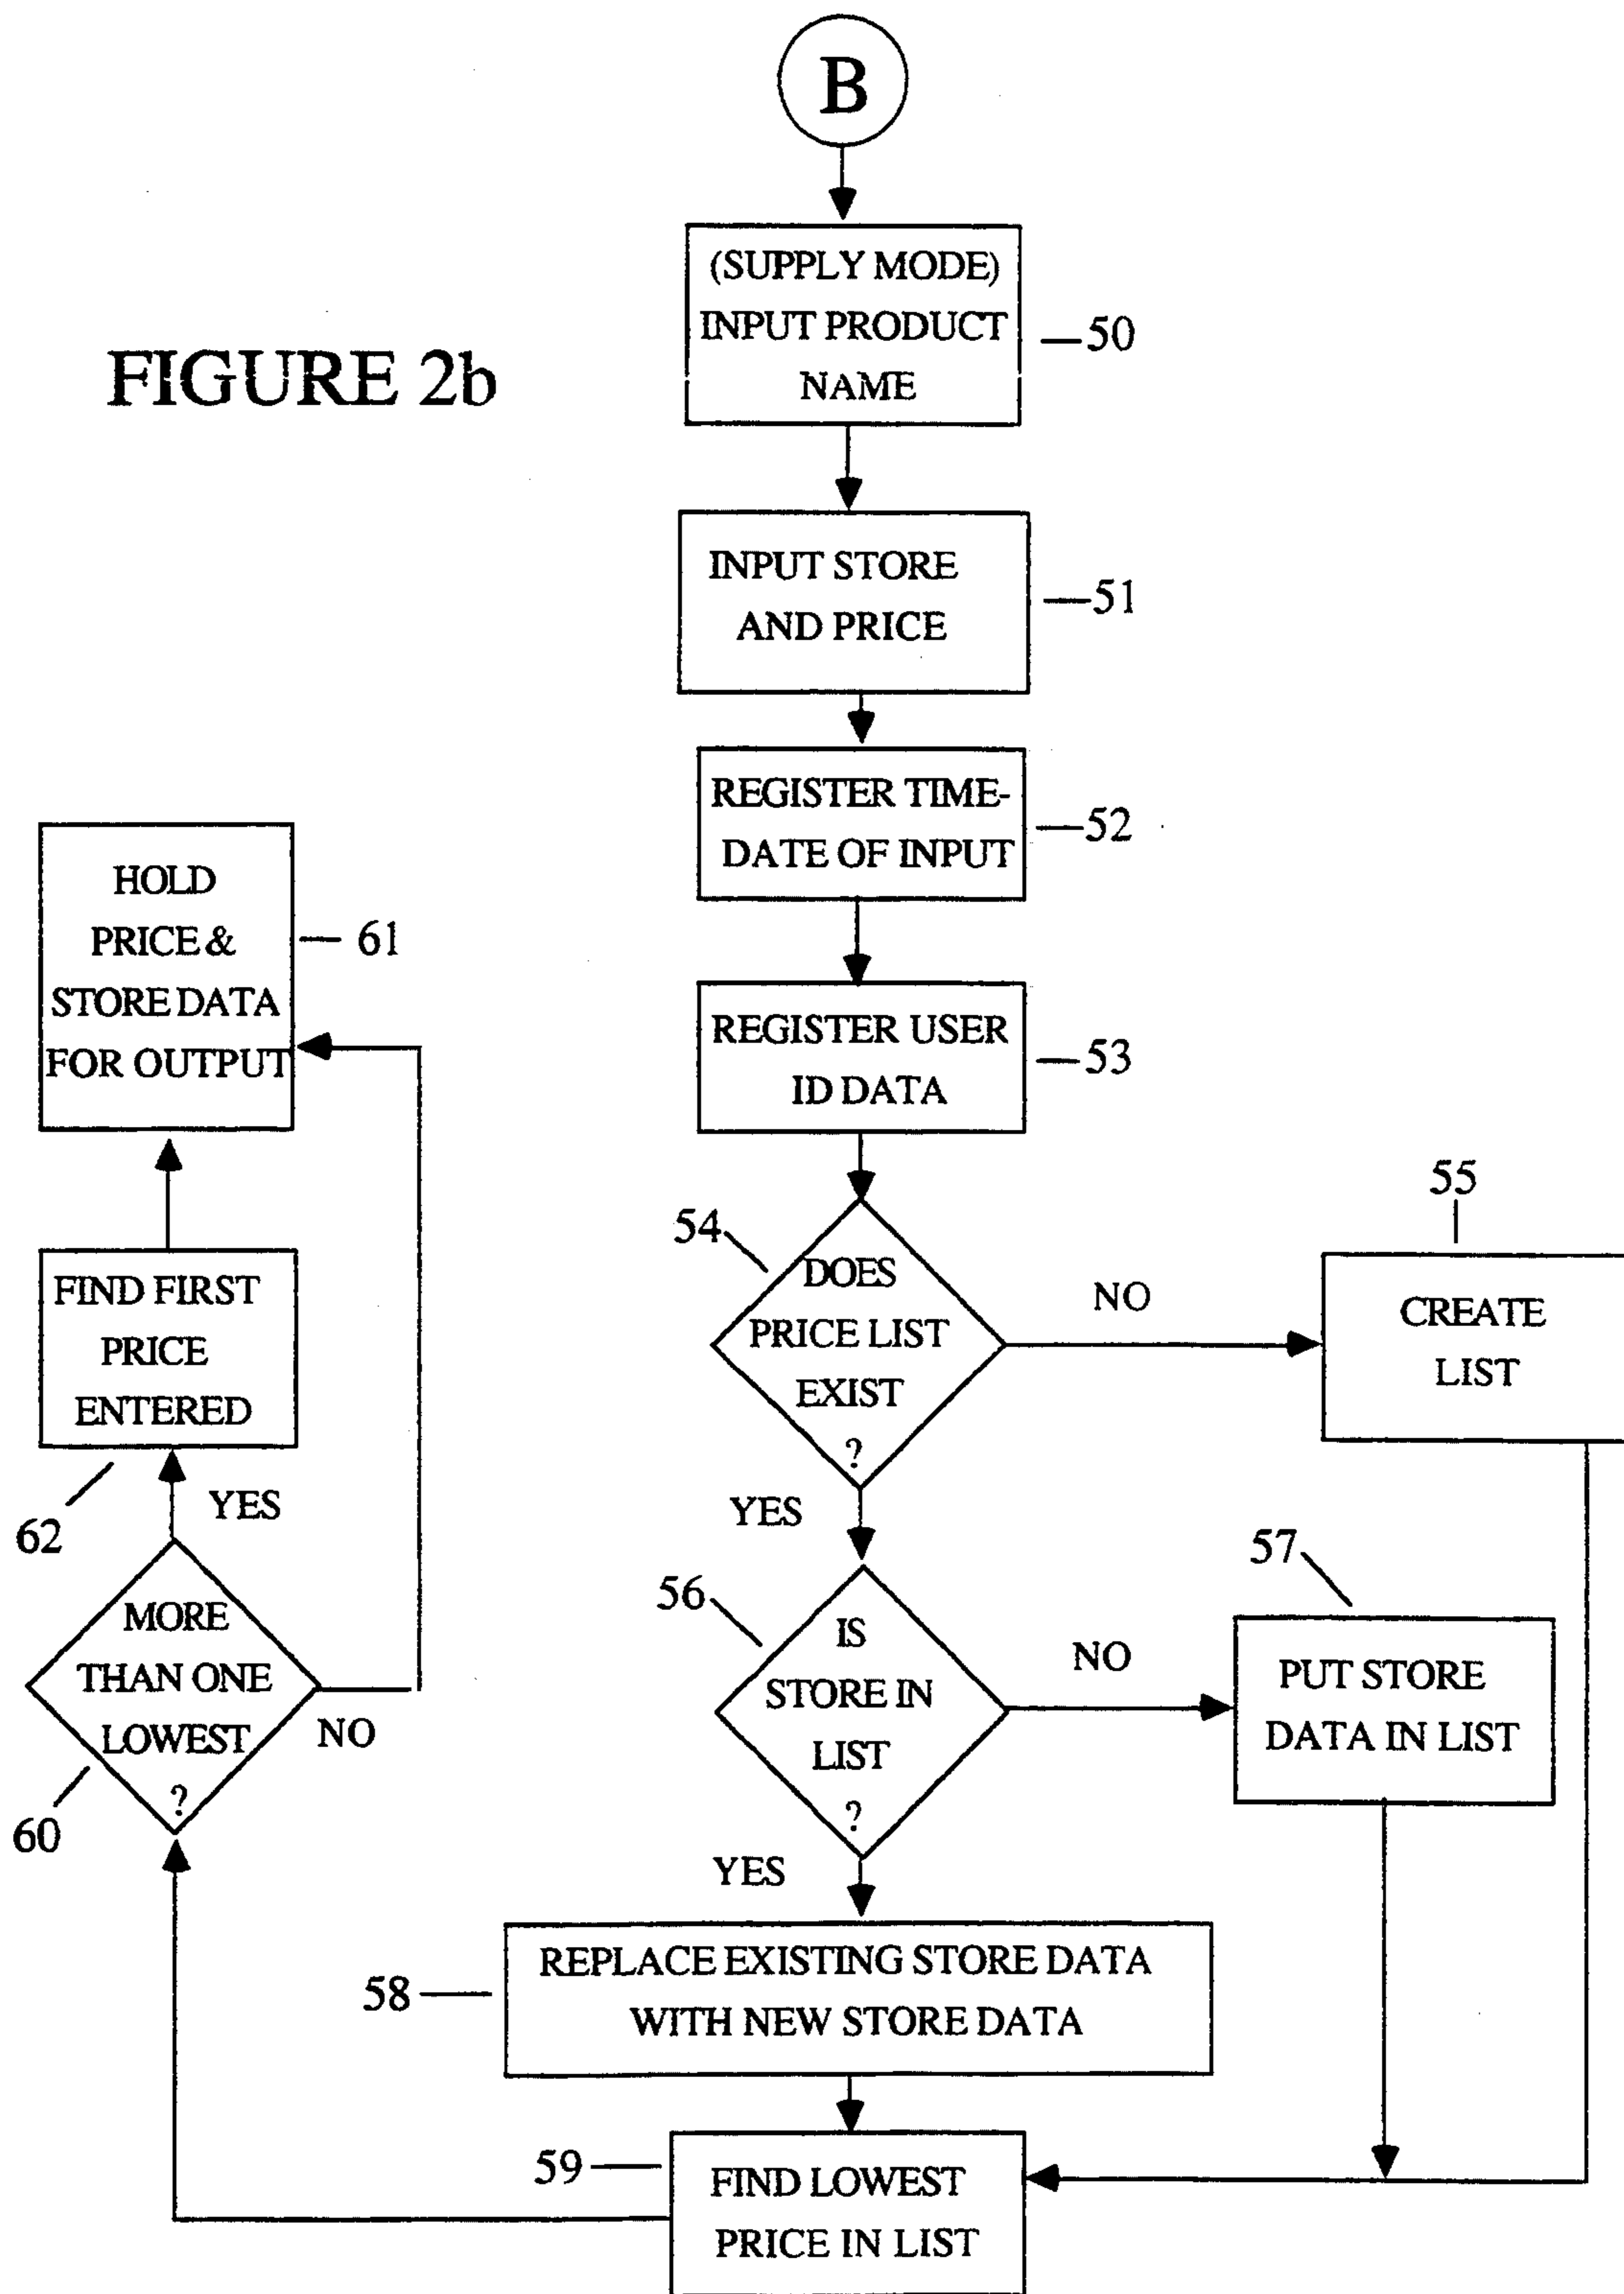 B
(SUPPLY MODE)
INPUT PRODUCT
NAME
50
FIGURE 2b
INPUT STORE
AND PRICE
51
REGISTER TIME-
DATE OF INPUT
52
REGISTER USER
ID DATA
53
54
DOES
PRICE LIST
EXIST
?
NO
55
CREATE
LIST
YES
56
IS
STORE IN
LIST
?
NO
57
PUT STORE
DATA IN LIST
YES
REPLACE EXISTING STORE DATA
WITH NEW STORE DATA
58
59
FIND LOWEST
PRICE IN LIST
MORE
THAN ONE
LOWEST
?
60
NO
YES
62
FIND FIRST
PRICE
ENTERED
HOLD
PRICE &
STORE DATA
FOR OUTPUT
61